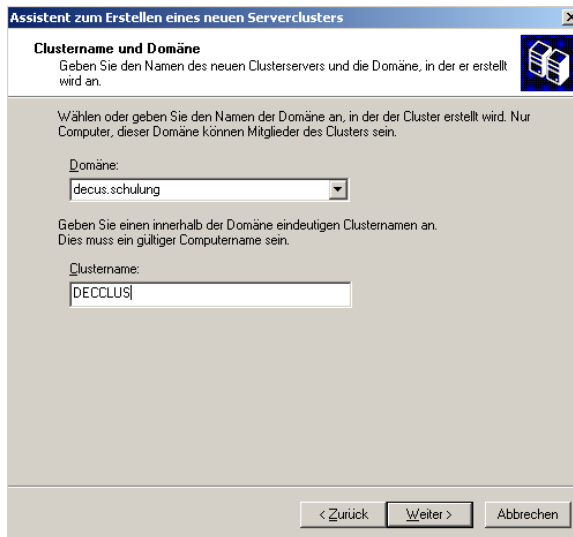 Assistent zum Erstellen eines neuen Serverclusters
Clustername und Domäne
Geben Sie den Namen des neuen Clusterservers und die Domäne, in der er erstellt
wird an.
Wählen oder geben Sie den Namen der Domäne an, in der der Cluster erstellt wird. Nur
Computer, dieser Domäne können Mitglieder des Clusters sein.
Domäne:
decus.schulung
Geben Sie einen innerhalb der Domäne eindeutigen Clusternamen an.
Dies muss ein gültiger Computername sein.
Clustername:
DECCLUS
< Zurück Weiter > Abbrechen